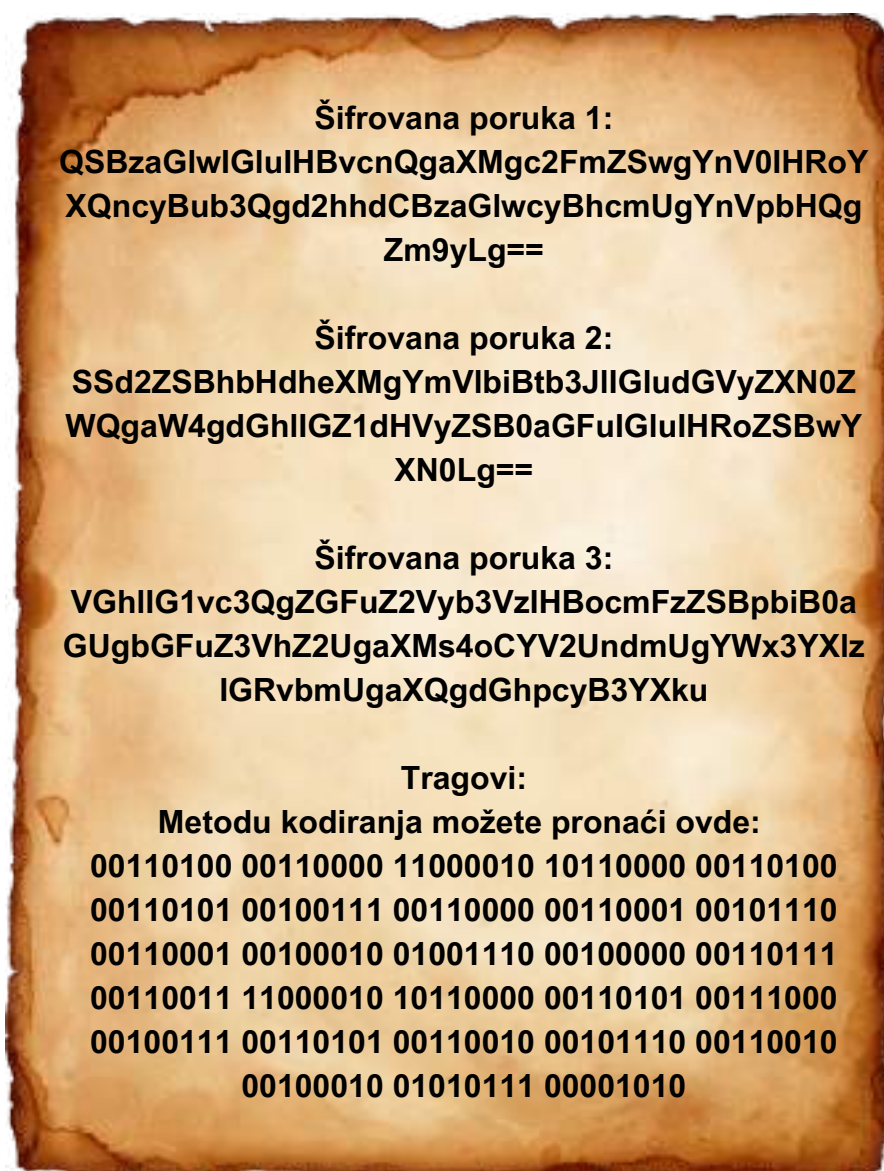 Šifrovana poruka 1:
QSBzaGlwIGluIHBvcnQgaXMgc2FmZSwgYnV0IHRoY
XQncyBub3Qgd2hhdCBzaGlwcyBhcmUgYnVpbHQg
Zm9yLg==
Šifrovana poruka 2:
SSd2ZSBhbHdheXMgYmVlbiBtb3JlIGludGVyZXN0Z
WQgaW4gdGhlIGZ1dHVyZSB0aGFuIGluIHRoZSBwY
XN0Lg==
Šifrovana poruka 3:
VGhlIG1vc3QgZGFuZ2Vyb3VzIHBocmFzZSBpbiB0a
GUgbGFuZ3VhZ2UgaXMs4oCYV2UndmUgYWx3YXlz
IGRvbmUgaXQgdGhpcyB3YXku
Tragovi:
Metodu kodiranja možete pronaći ovde:
00110100 00110000 11000010 10110000 00110100
00110101 00100111 00110000 00110001 00101110
00110001 00100010 01001110 00100000 00110111
00110011 11000010 10110000 00110101 00111000
00100111 00110101 00110010 00101110 00110010
00100010 01010111 00001010